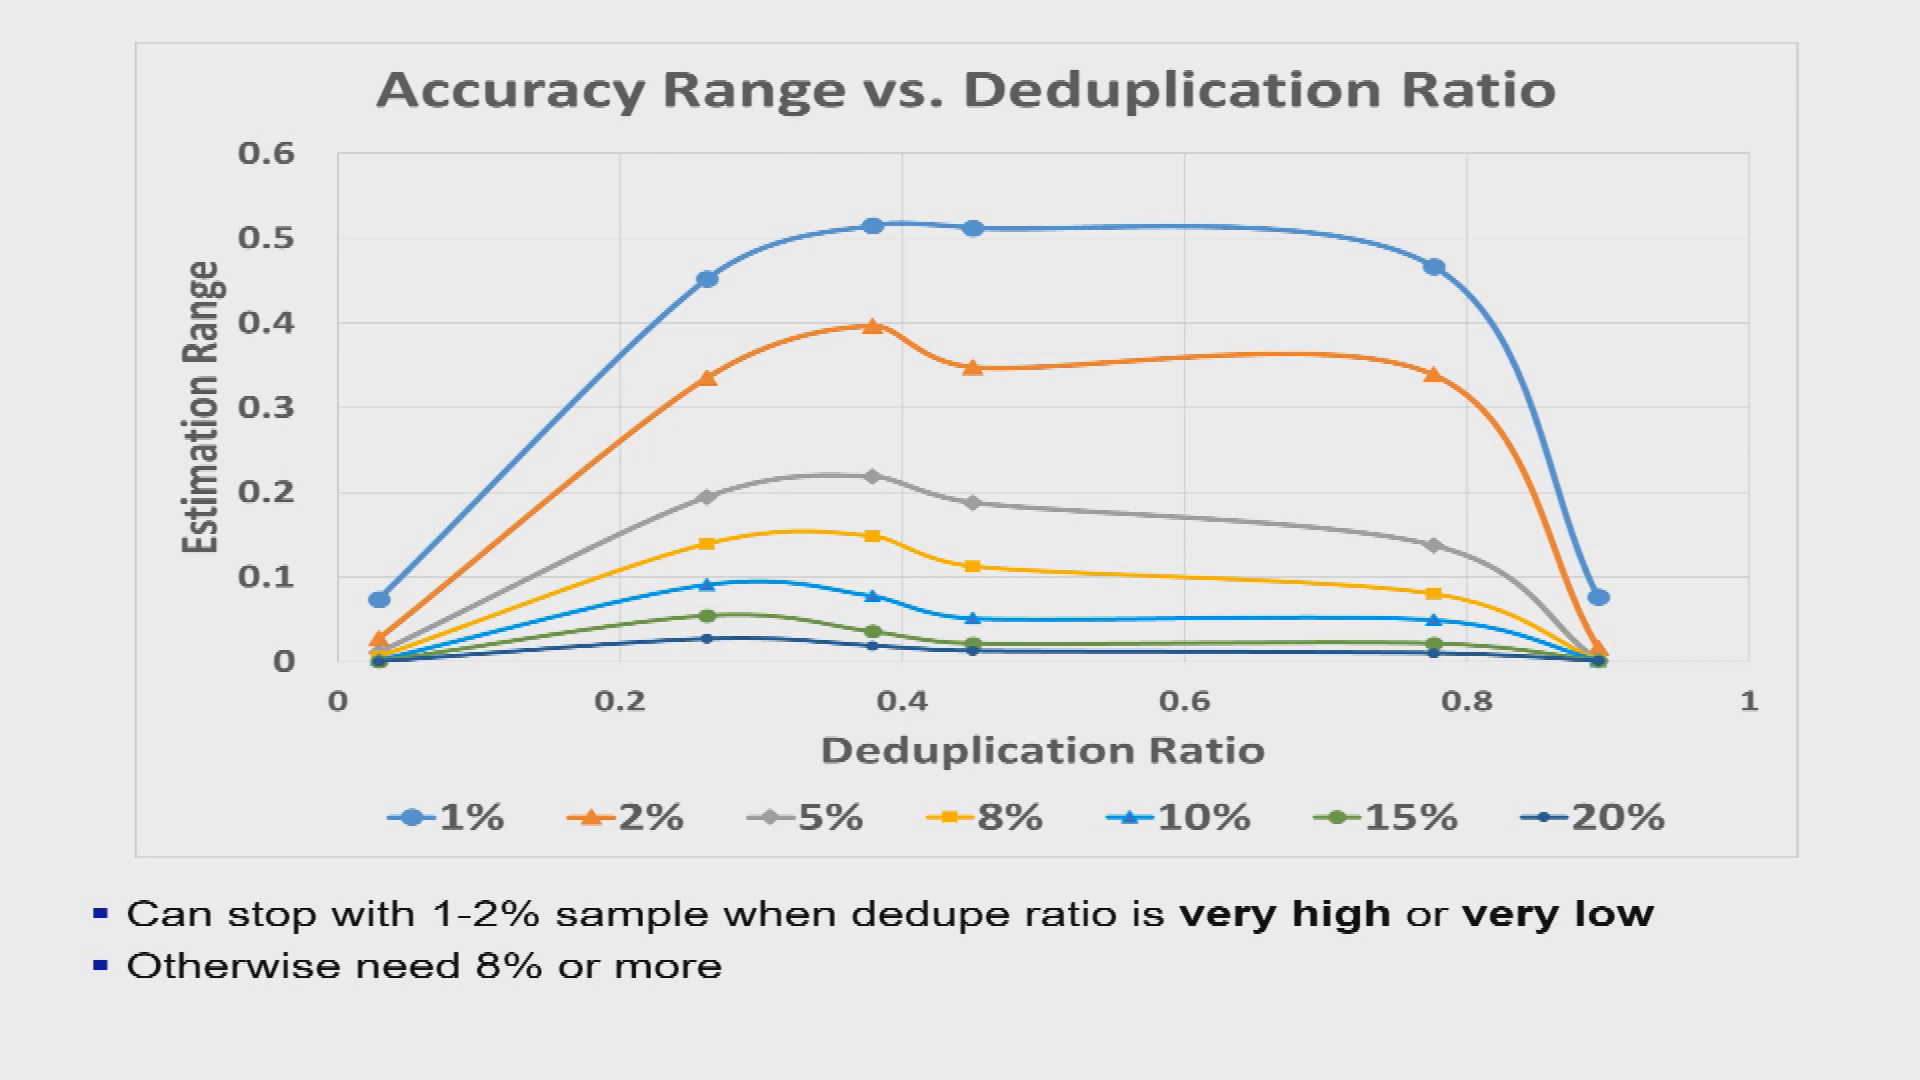 Accuracy Range vs. Deduplication Ratio
0.6
0.5
0.4
0.3
0.2
0.1
0
Estimation Range
0 0.2 0.4 0.6 0.8 1
Deduplication Ratio
1% 2% 5% 8% 10% 15% 20%
Can stop with 1-2% sample when dedupe ratio is very high or very low
Otherwise need 8% or more